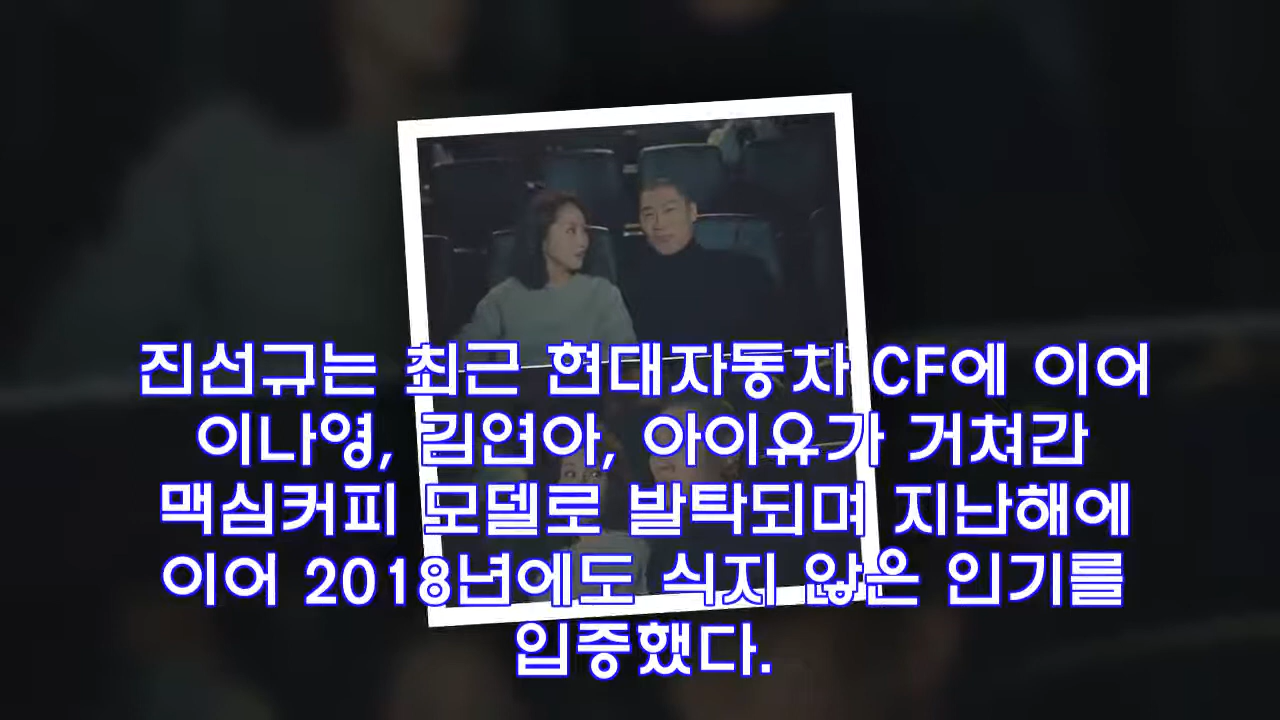 진선규는 최근 현대자동차 CF에 이어
이나영, 김연아, 아이유가 거쳐간
맥심커피 모델로 발탁되며 지난해에
이어 2018년에도 식지 않은 인기를
입증했다.